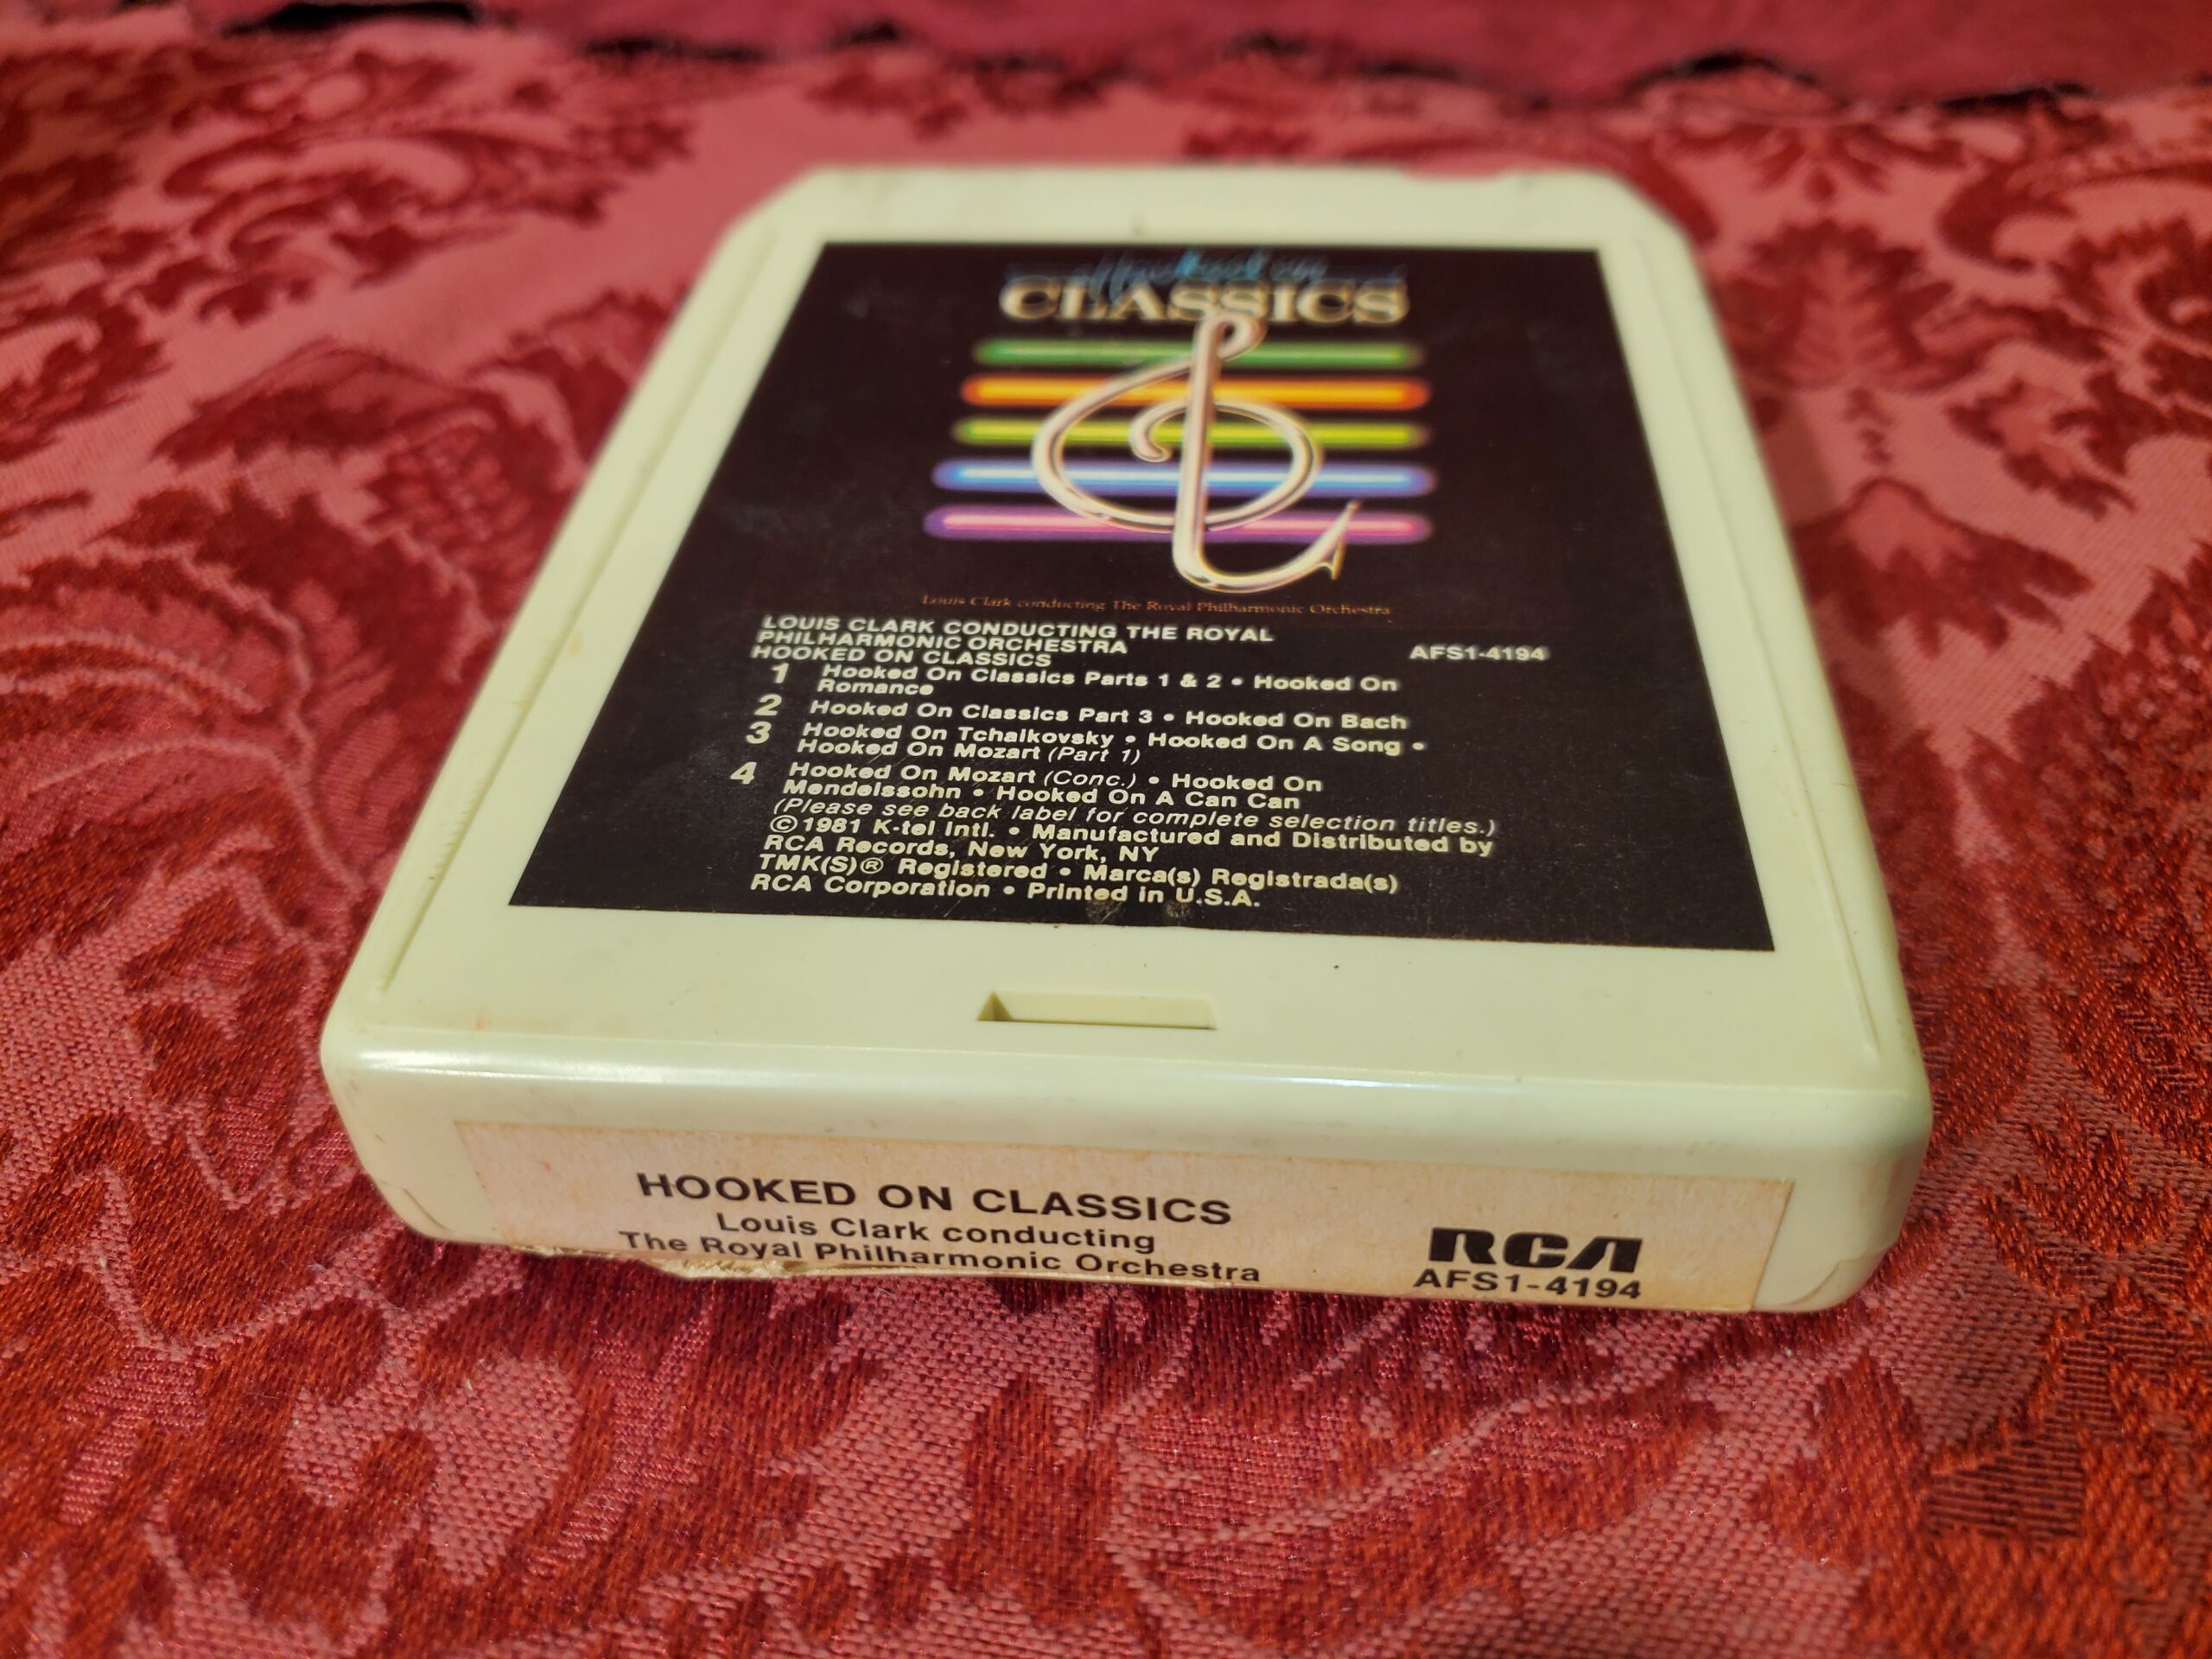 Hooked on
CLASSICS
Louis Clark conducting The Royal Philharmonic Orchestra
LOUIS CLARK CONDUCTING THE ROYAL
PHILHARMONIC ORCHESTRA
AFS1-4194
HOOKED ON CLASSICS
1 Hooked On Classics Parts 1 & 2 • Hooked On
Romance
2 Hooked On Classics Part 3 • Hooked On Bach
3 Hooked On Tchaikovsky • Hooked On A Song •
Hooked On Mozart (Part 1)
4 Hooked On Mozart (Conc.) • Hooked On
Mendelssohn • Hooked On A Can Can
(Please see back label for complete selection titles.)
©1981 K-tel Intl. • Manufactured and Distributed by
RCA Records, New York, NY
TMK(S)® Registered • Marca(s) Registrada(s)
RCA Corporation • Printed in U.S.A.
HOOKED ON CLASSICS
Louis Clark conducting
The Royal Philharmonic Orchestra
RCA
AFS1-4194